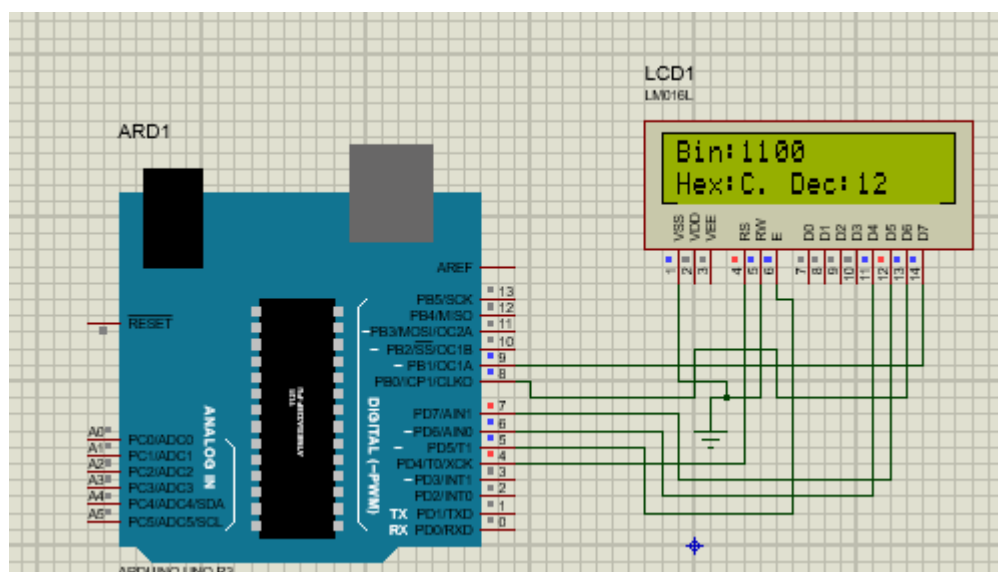 LCD1
LM016L
ARD1
Bin:1100
Hex:C. Dec:12
VSS
VDD
VEE
RS
RW
E
D0
D1
D2
D3
D4
D5
D6
D7
1
2
3
4
5
6
7
8
9
10
11
12
13
14
AREF
13
PB5/SCK
12
PB4/MISO
11
~PB3/MOSI/OC2A
10
~ PB2/SS/OC1B
9
~ PB1/OC1A
8
PB0/ICP1/CLKO
7
PD7/AIN1
6
~ PD6/AIN0
5
~ PD5/T1
4
PD4/T0/XCK
3
~ PD3/INT1
2
PD2/INT0
1
TX PD1/TXD
0
RX PD0/RXD
RESET
DIGITAL (~PWM)
ANALOG IN
A0
PC0/ADC0
A1
PC1/ADC1
A2
PC2/ADC2
A3
PC3/ADC3
A4
PC4/ADC4/SDA
A5
PC5/ADC5/SCL
ARDUINO UNO R3